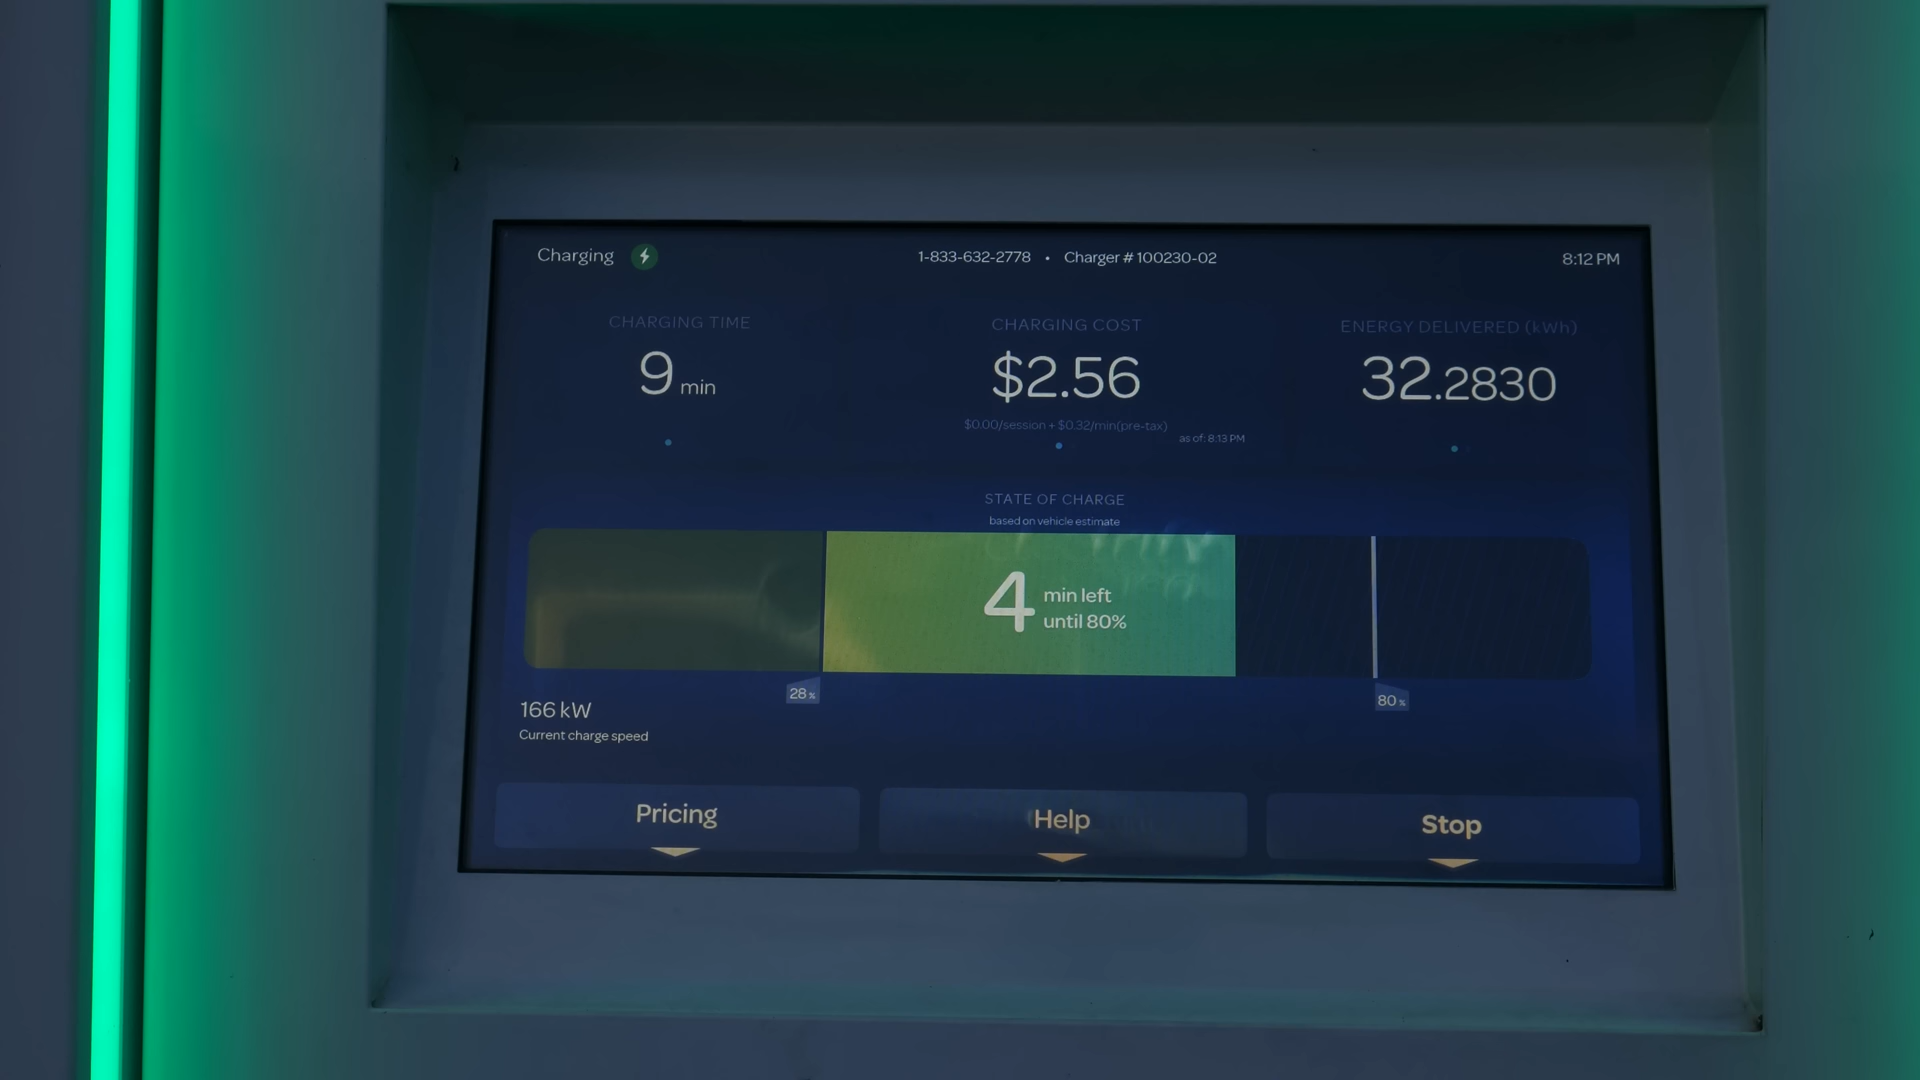 Charging
1-833-632-2778 • Charger # 100230-02
8:12 PM
CHARGING TIME
9 min
CHARGING COST
$2.56
$0.00/session + $0.32/min(pre-tax)
as of: 8:13 PM
ENERGY DELIVERED (kWh)
32.2830
STATE OF CHARGE
based on vehicle estimate
4 min left
until 80%
28%
80%
166 kW
Current charge speed
Pricing
Help
Stop